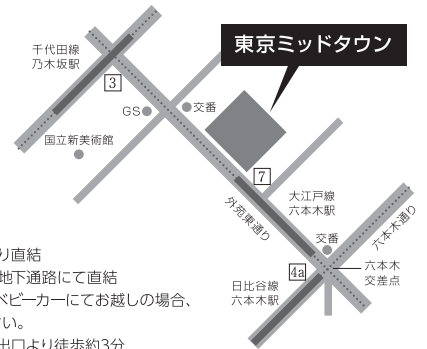 東京ミッドタウン
千代田線
乃木坂駅
3
GS
交番
国立新美術館
7
大江戸線
六本木駅
外苑東通り
交番
六本木通り
4a
六本木
交差点
日比谷線
六本木駅
り直結
地下通路にて直結
ベビーカーにてお越しの場合、
さい。
出口より徒歩約3分